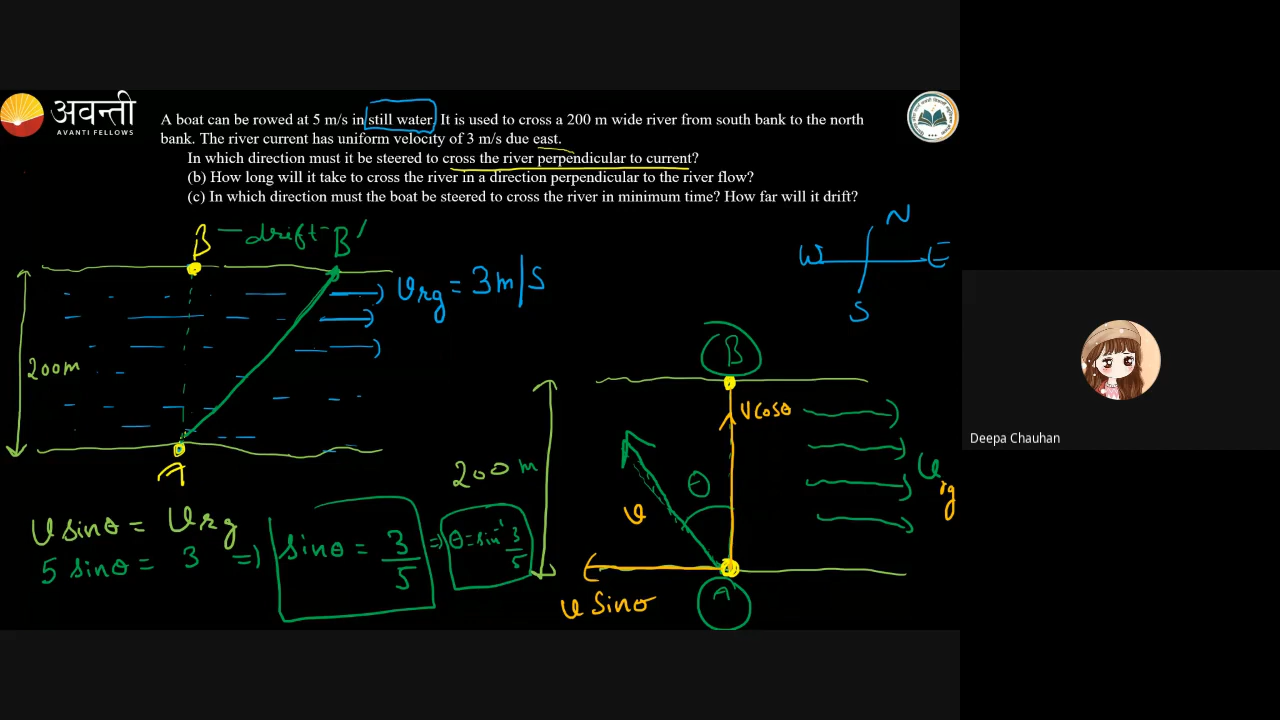 अवन्ती
AVANTI FELLOWS
A boat can be rowed at 5 m/s in still water. It is used to cross a 200 m wide river from south bank to the north
bank. The river current has uniform velocity of 3 m/s due east.
In which direction must it be steered to cross the river perpendicular to current?
(b) How long will it take to cross the river in a direction perpendicular to the river flow?
(c) In which direction must the boat be steered to cross the river in minimum time? How far will it drift?
N
W E
S
B — drift — B'
v_rg = 3m/s
200m
A
B
v cosθ
200 m
θ
v
v_rg
v sinθ
A
v sinθ = v_rg
5 sinθ = 3 ⇒ sinθ = 3/5 ⇒ θ = sin⁻¹ 3/5
Deepa Chauhan